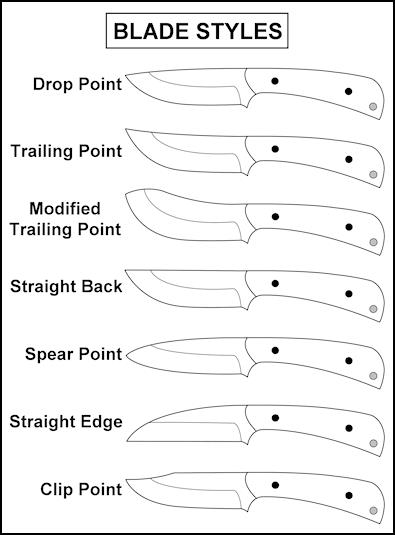 BLADE STYLES
Drop Point
Trailing Point
Modified
Trailing Point
Straight Back
Spear Point
Straight Edge
Clip Point